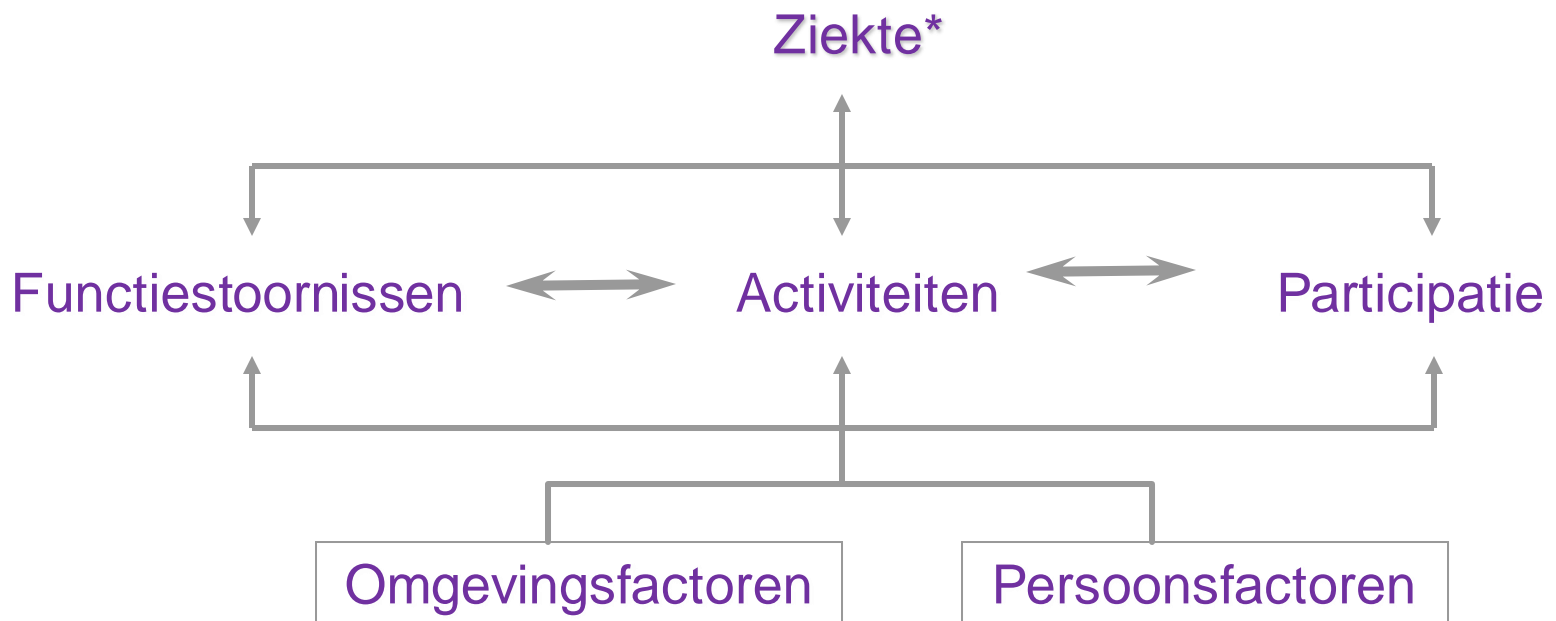 Ziekte*
Functiestoornissen Activiteiten Participatie
Omgevingsfactoren Persoonsfactoren